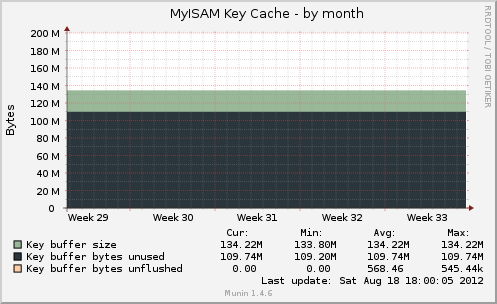 MyISAM Key Cache - by month
RRDTOOL / TOBI OETIKER
Bytes
200 M
180 M
160 M
140 M
120 M
100 M
80 M
60 M
40 M
20 M
0
Week 29 Week 30 Week 31 Week 32 Week 33
Cur: Min: Avg: Max:
Key buffer size 134.22M 133.80M 134.22M 134.22M
Key buffer bytes unused 109.74M 109.20M 109.74M 109.74M
Key buffer bytes unflushed 0.00 0.00 568.46 545.44k
Last update: Sat Aug 18 18:00:05 2012
Munin 1.4.6